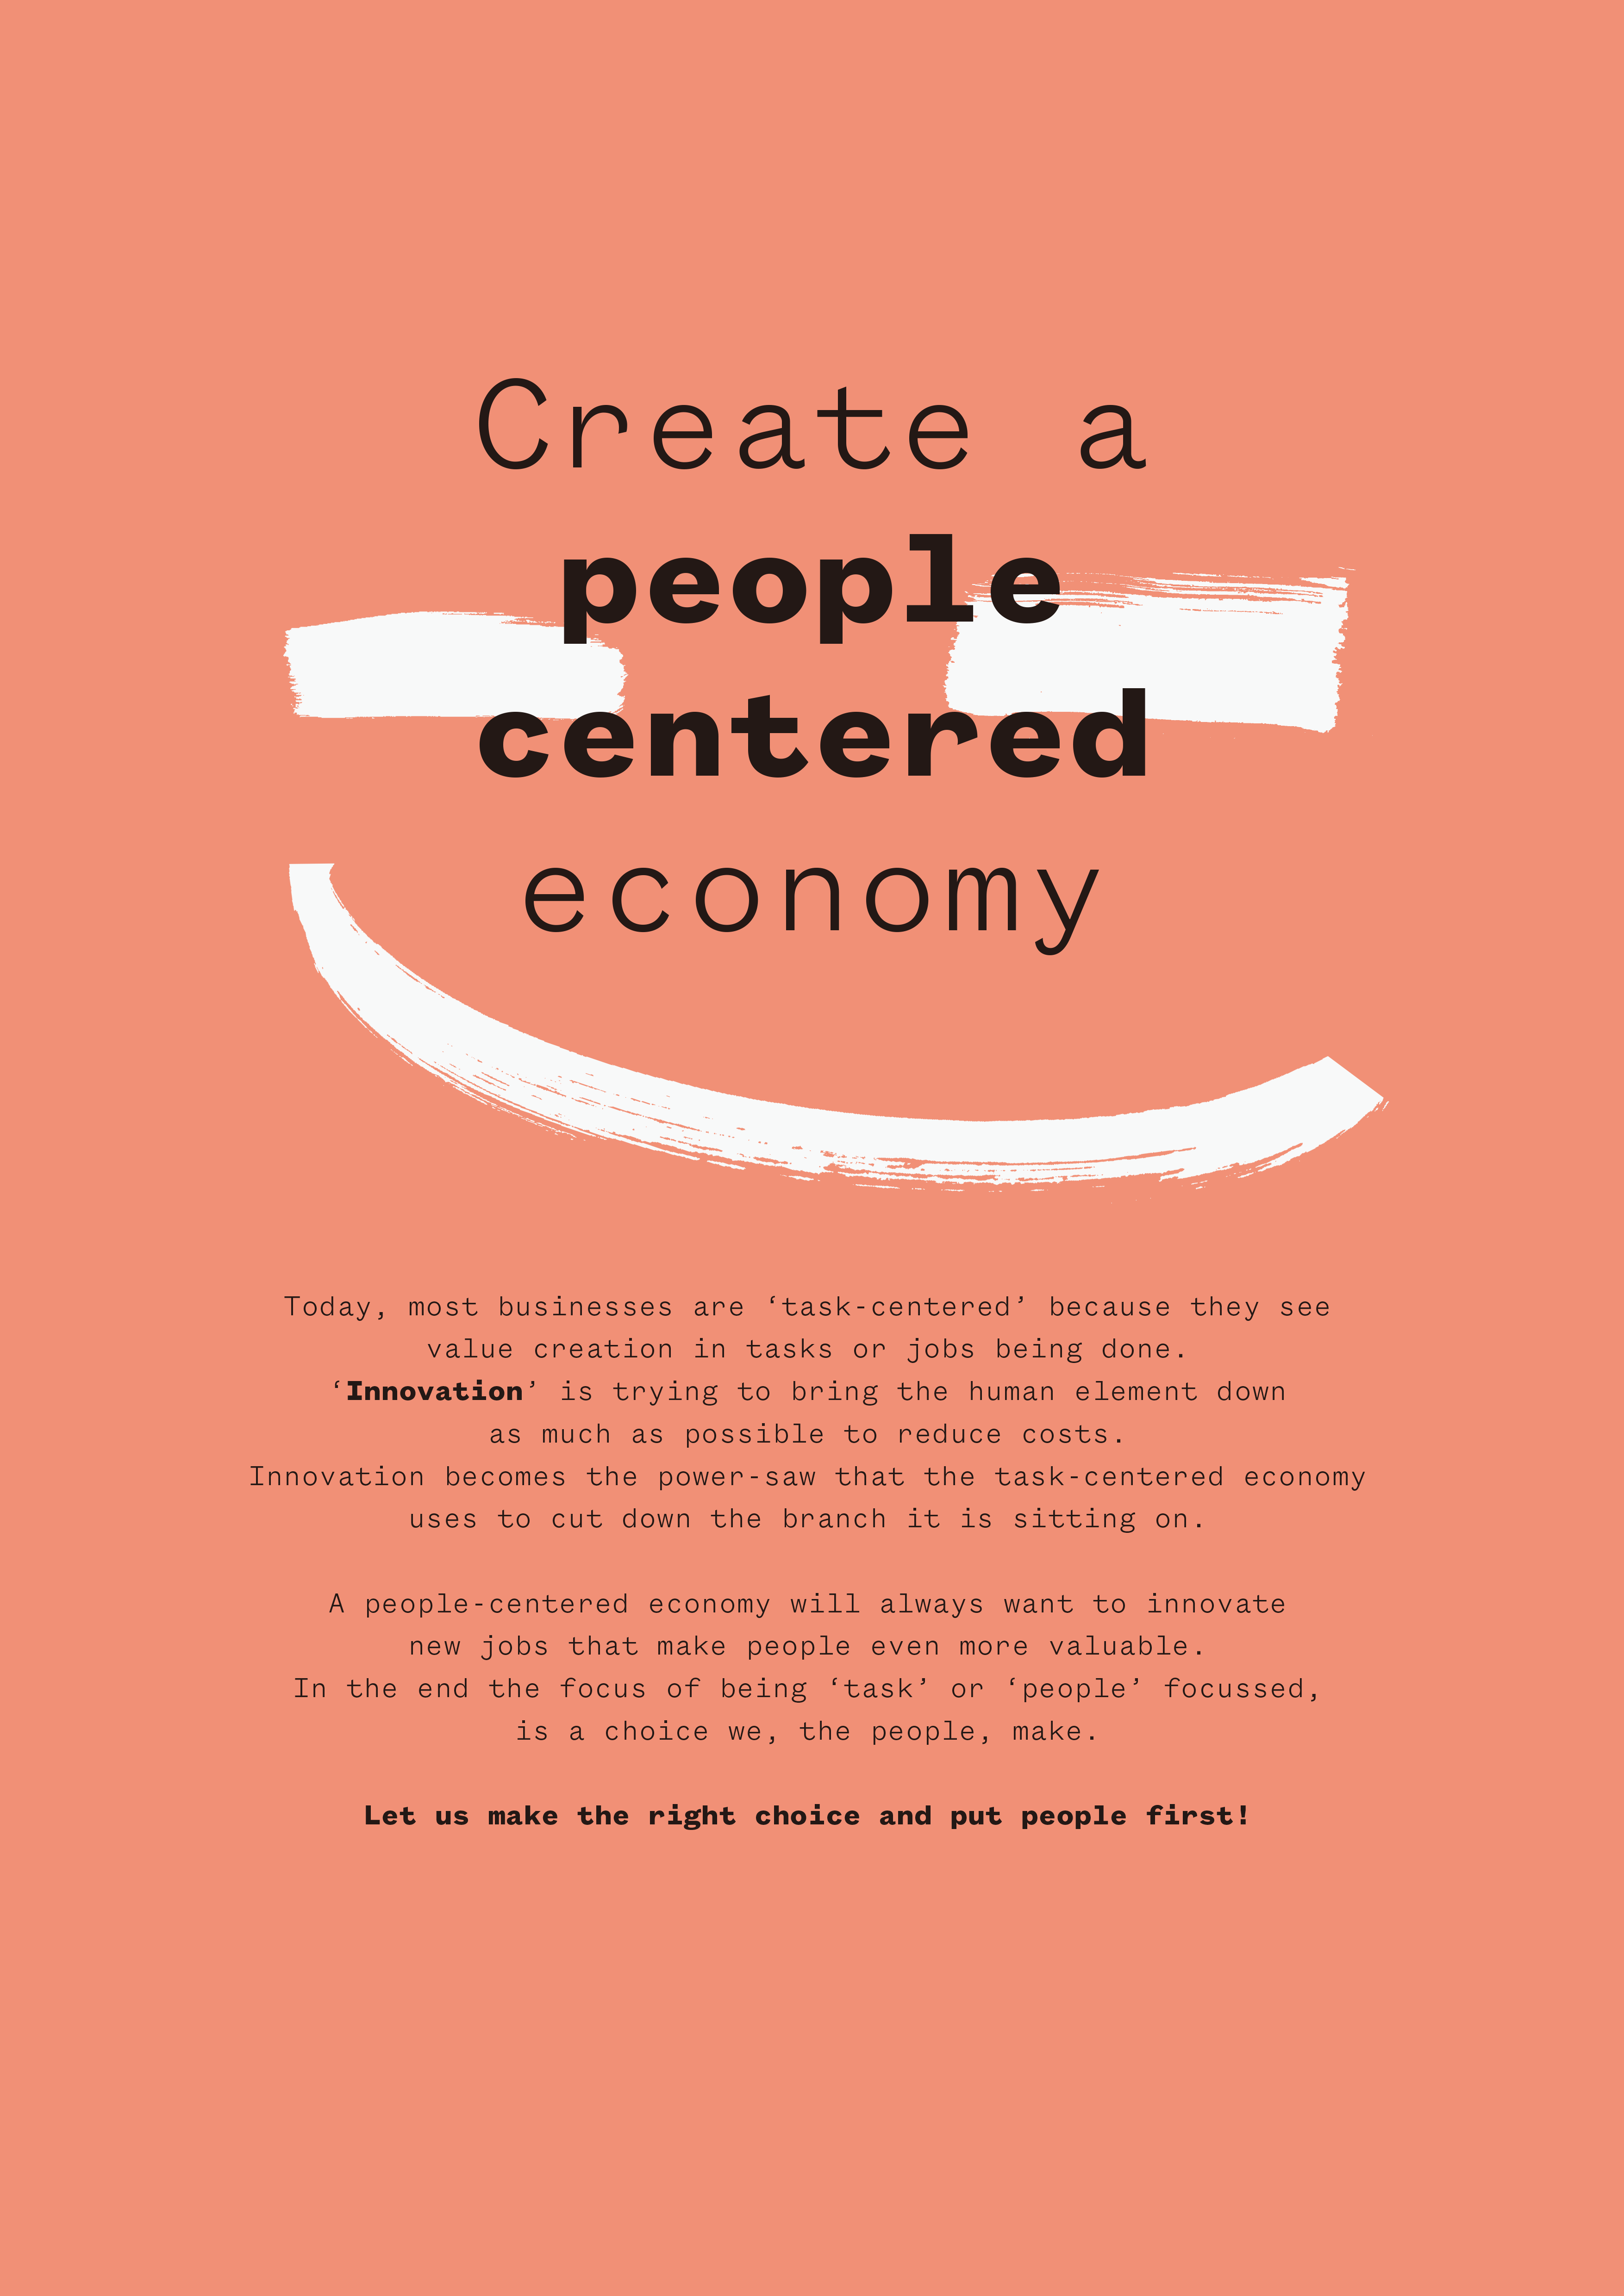 Create a
people
centered
economy
Today, most businesses are ‘task-centered’ because they see
value creation in tasks or jobs being done.
‘Innovation’ is trying to bring the human element down
as much as possible to reduce costs.
Innovation becomes the power-saw that the task-centered economy
uses to cut down the branch it is sitting on.
A people-centered economy will always want to innovate
new jobs that make people even more valuable.
In the end the focus of being ‘task’ or ‘people’ focussed,
is a choice we, the people, make.
Let us make the right choice and put people first!